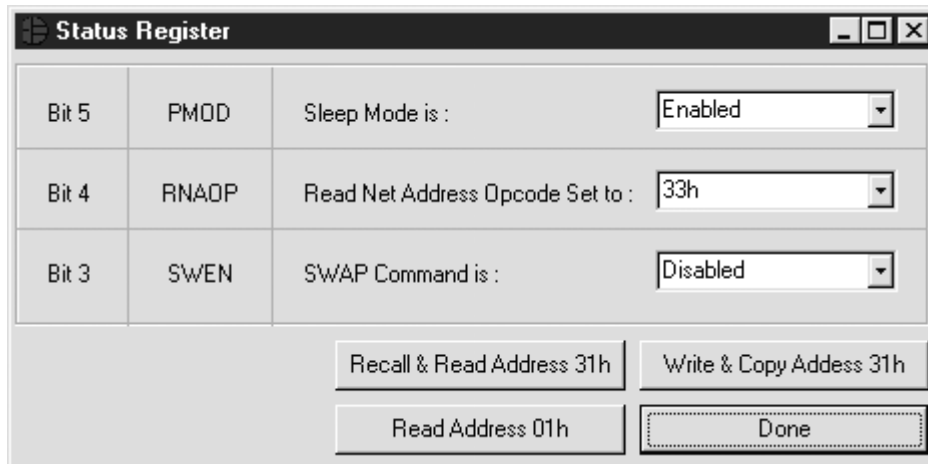 Status Register
Bit 5 PMOD Sleep Mode is : Enabled
Bit 4 RNAOP Read Net Address Opcode Set to : 33h
Bit 3 SWEN SWAP Command is : Disabled
Recall & Read Address 31h Write & Copy Addess 31h
Read Address 01h Done